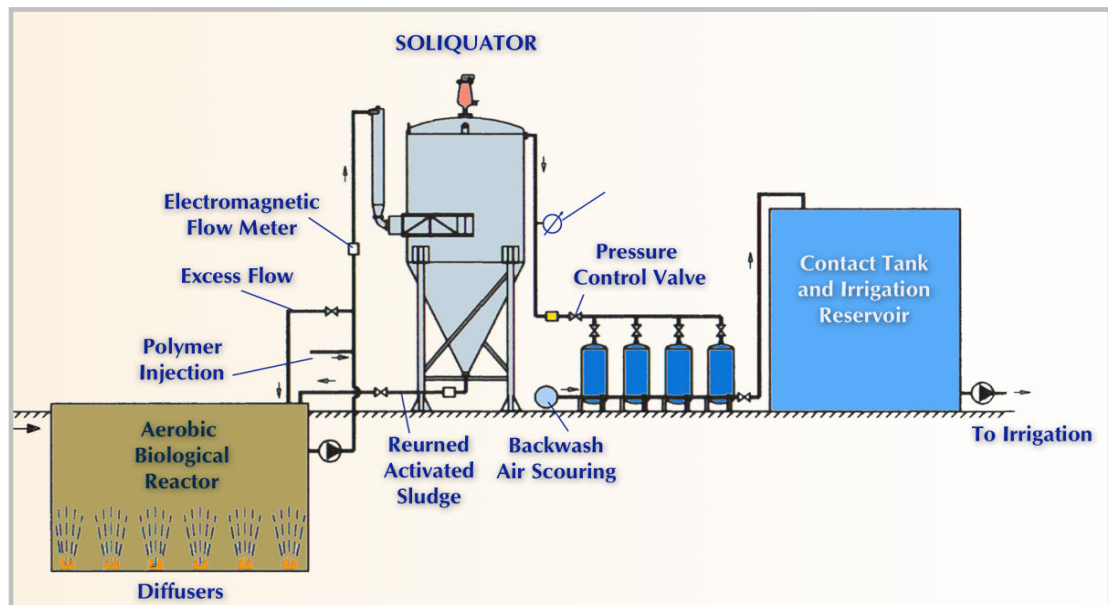 SOLIQUATOR
Electromagnetic
Flow Meter
Excess Flow
Polymer
Injection
Pressure
Control Valve
Contact Tank
and Irrigation
Reservoir
Aerobic
Biological
Reactor
Reurned
Activated
Sludge
Backwash
Air Scouring
To Irrigation
Diffusers